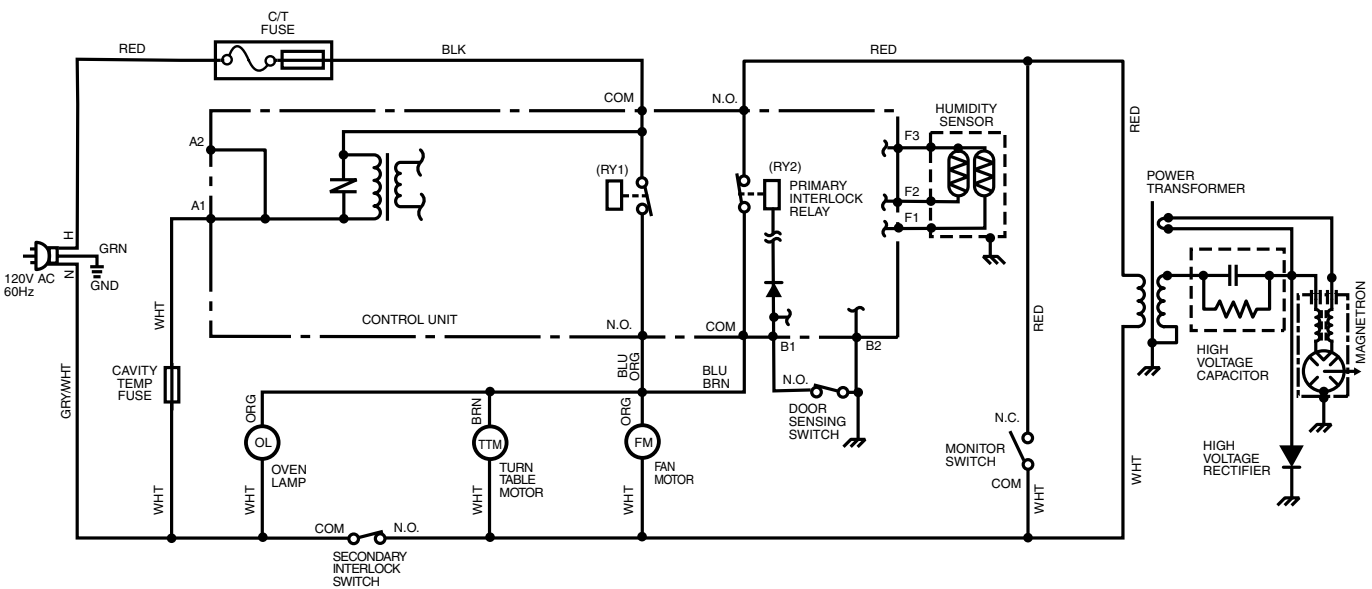 C/T
FUSE
RED
BLK
RED
COM
N.O.
HUMIDITY
SENSOR
A2
F3
RED
(RY1)
(RY2)
PRIMARY
INTERLOCK
RELAY
POWER
TRANSFORMER
F2
A1
F1
H
GRN
120V AC
60Hz
N
GND
WHT
CONTROL UNIT
N.O.
COM
B1
B2
RED
MAGNETRON
HIGH
VOLTAGE
CAPACITOR
CAVITY
TEMP
FUSE
GRY/WHT
BLU
ORG
BLU
BRN
N.O.
DOOR
SENSING
SWITCH
ORG
BRN
ORG
N.C.
MONITOR
SWITCH
COM
OL
OVEN
LAMP
TTM
TURN
TABLE
MOTOR
FM
FAN
MOTOR
HIGH
VOLTAGE
RECTIFIER
WHT
WHT
WHT
WHT
WHT
WHT
COM
N.O.
SECONDARY
INTERLOCK
SWITCH